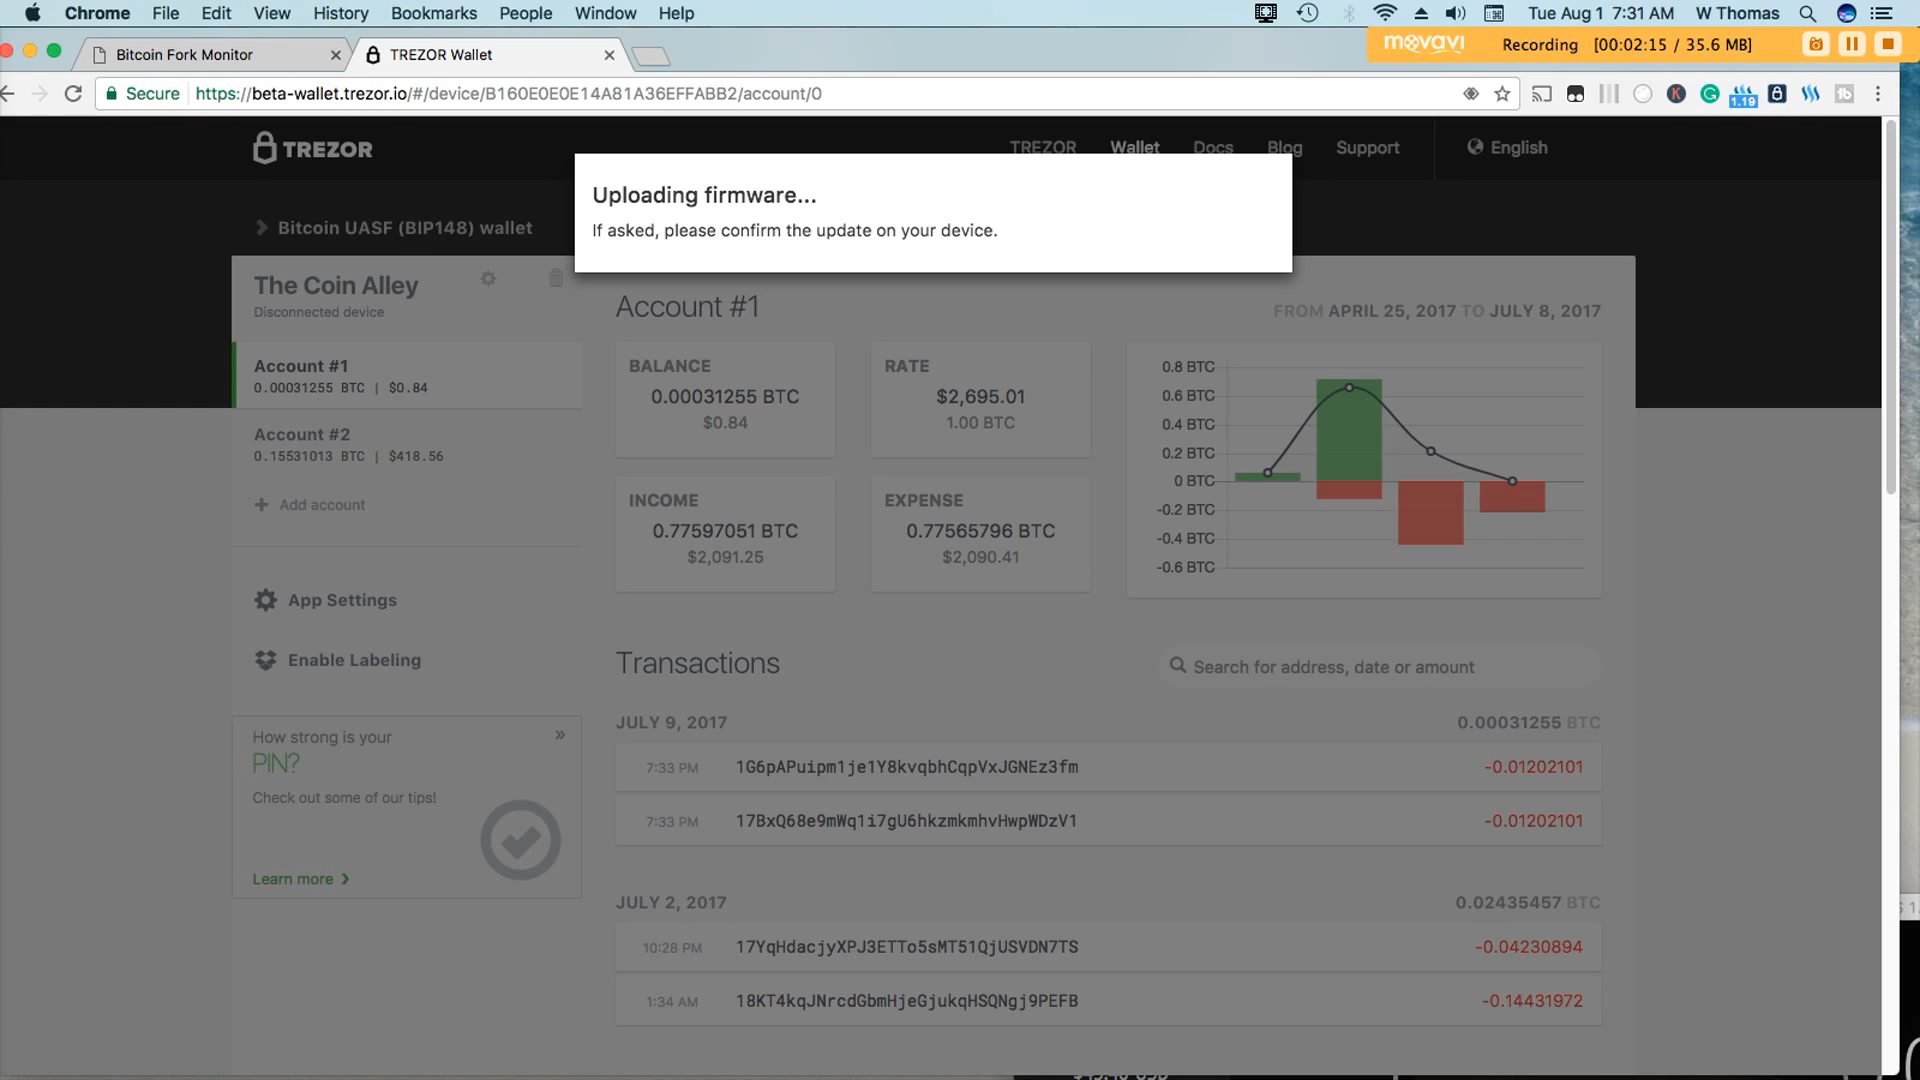 Chrome File Edit View History Bookmarks People Window Help Tue Aug 1 7:31 AM W Thomas
movavi Recording [00:02:15 / 35.6 MB]
Bitcoin Fork Monitor TREZOR Wallet
Secure https://beta-wallet.trezor.io/#/device/B160E0E0E14A81A36EFFABB2/account/0
K 1.19
TREZOR TREZOR Wallet Docs Blog Support English
Uploading firmware...
If asked, please confirm the update on your device.
Bitcoin UASF (BIP148) wallet
The Coin Alley
Disconnected device
Account #1
0.00031255 BTC | $0.84
Account #2
0.15531013 BTC | $418.56
Add account
App Settings
Enable Labeling
How strong is your
PIN?
Check out some of our tips!
Learn more
Account #1
FROM APRIL 25, 2017 TO JULY 8, 2017
BALANCE
0.00031255 BTC
$0.84
RATE
$2,695.01
1.00 BTC
INCOME
0.77597051 BTC
$2,091.25
EXPENSE
0.77565796 BTC
$2,090.41
0.8 BTC
0.6 BTC
0.4 BTC
0.2 BTC
0 BTC
-0.2 BTC
-0.4 BTC
-0.6 BTC
Transactions
Search for address, date or amount
JULY 9, 2017 0.00031255 BTC
7:33 PM 1G6pAPuipm1je1Y8kvqbhCqpVxJGNEz3fm -0.01202101
7:33 PM 17BxQ68e9mWq1i7gU6hkzmkmhvHwpWDzV1 -0.01202101
JULY 2, 2017 0.02435457 BTC
10:28 PM 17YqHdacjyXPJ3ETTo5sMT51QjUSVDN7TS -0.04230894
1:34 AM 18KT4kqJNrcdGbmHjeGjukqHSQNgj9PEFB -0.14431972